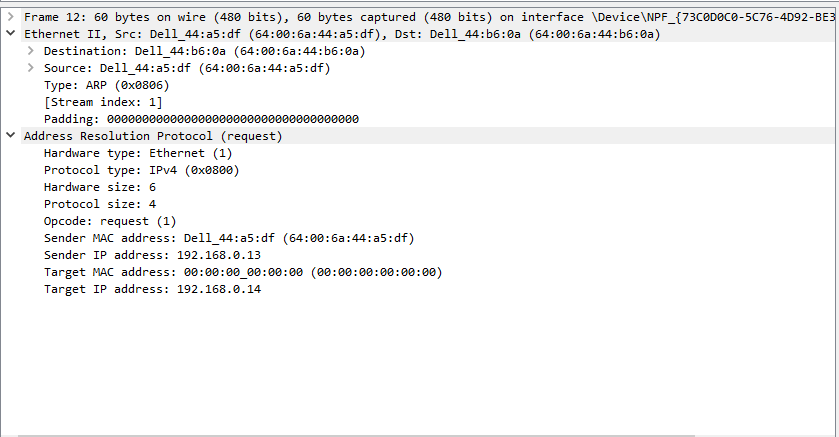 Frame 12: 60 bytes on wire (480 bits), 60 bytes captured (480 bits) on interface \Device\NPF_{73C0D0C0-5C76-4D92-BE3
Ethernet II, Src: Dell_44:a5:df (64:00:6a:44:a5:df), Dst: Dell_44:b6:0a (64:00:6a:44:b6:0a)
Destination: Dell_44:b6:0a (64:00:6a:44:b6:0a)
Source: Dell_44:a5:df (64:00:6a:44:a5:df)
Type: ARP (0x0806)
[Stream index: 1]
Padding: 000000000000000000000000000000000000
Address Resolution Protocol (request)
Hardware type: Ethernet (1)
Protocol type: IPv4 (0x0800)
Hardware size: 6
Protocol size: 4
Opcode: request (1)
Sender MAC address: Dell_44:a5:df (64:00:6a:44:a5:df)
Sender IP address: 192.168.0.13
Target MAC address: 00:00:00_00:00:00 (00:00:00:00:00:00)
Target IP address: 192.168.0.14